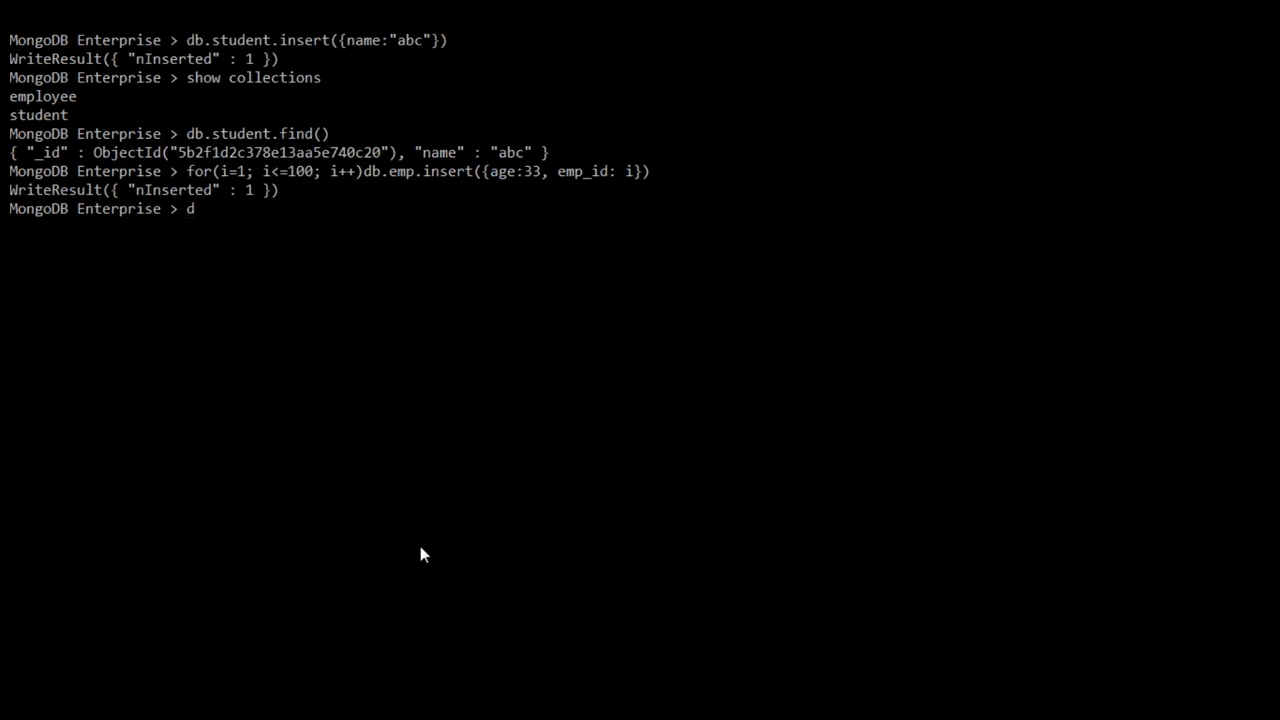 MongoDB Enterprise > db.student.insert({name:"abc"})
WriteResult({ "nInserted" : 1 })
MongoDB Enterprise > show collections
employee
student
MongoDB Enterprise > db.student.find()
{ "_id" : ObjectId("5b2f1d2c378e13aa5e740c20"), "name" : "abc" }
MongoDB Enterprise > for(i=1; i<=100; i++)db.emp.insert({age:33, emp_id: i})
WriteResult({ "nInserted" : 1 })
MongoDB Enterprise > d